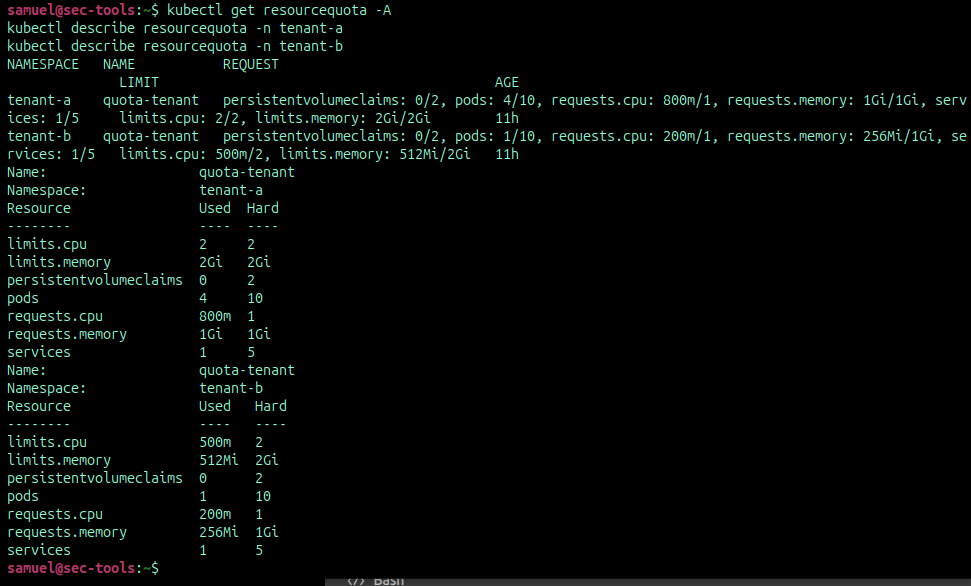 samuel@sec-tools:~$ kubectl get resourcequota -A
kubectl describe resourcequota -n tenant-a
kubectl describe resourcequota -n tenant-b
NAMESPACE   NAME           REQUEST
              LIMIT                                          AGE
tenant-a    quota-tenant   persistentvolumeclaims: 0/2, pods: 4/10, requests.cpu: 800m/1, requests.memory: 1Gi/1Gi, serv
ices: 1/5     limits.cpu: 2/2, limits.memory: 2Gi/2Gi        11h
tenant-b    quota-tenant   persistentvolumeclaims: 0/2, pods: 1/10, requests.cpu: 200m/1, requests.memory: 256Mi/1Gi, se
rvices: 1/5   limits.cpu: 500m/2, limits.memory: 512Mi/2Gi   11h
Name:                   quota-tenant
Namespace:              tenant-a
Resource                Used  Hard
--------                ----  ----
limits.cpu              2     2
limits.memory           2Gi   2Gi
persistentvolumeclaims  0     2
pods                    4     10
requests.cpu            800m  1
requests.memory         1Gi   1Gi
services                1     5
Name:                   quota-tenant
Namespace:              tenant-b
Resource                Used   Hard
--------                ----   ----
limits.cpu              500m   2
limits.memory           512Mi  2Gi
persistentvolumeclaims  0      2
pods                    1      10
requests.cpu            200m   1
requests.memory         256Mi  1Gi
services                1      5
samuel@sec-tools:~$
</> Bash